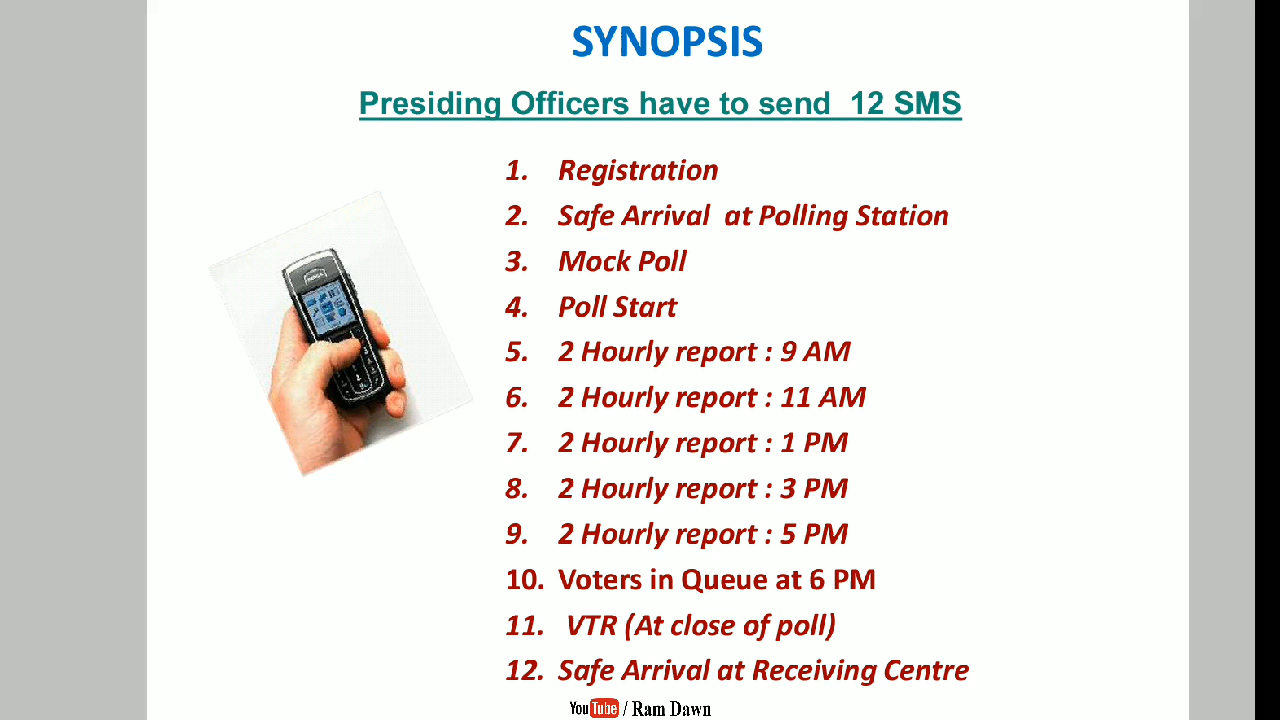 SYNOPSIS
Presiding Officers have to send 12 SMS
1. Registration
2. Safe Arrival at Polling Station
3. Mock Poll
4. Poll Start
5. 2 Hourly report : 9 AM
6. 2 Hourly report : 11 AM
7. 2 Hourly report : 1 PM
8. 2 Hourly report : 3 PM
9. 2 Hourly report : 5 PM
10. Voters in Queue at 6 PM
11. VTR (At close of poll)
12. Safe Arrival at Receiving Centre
YouTube / Ram Dawn